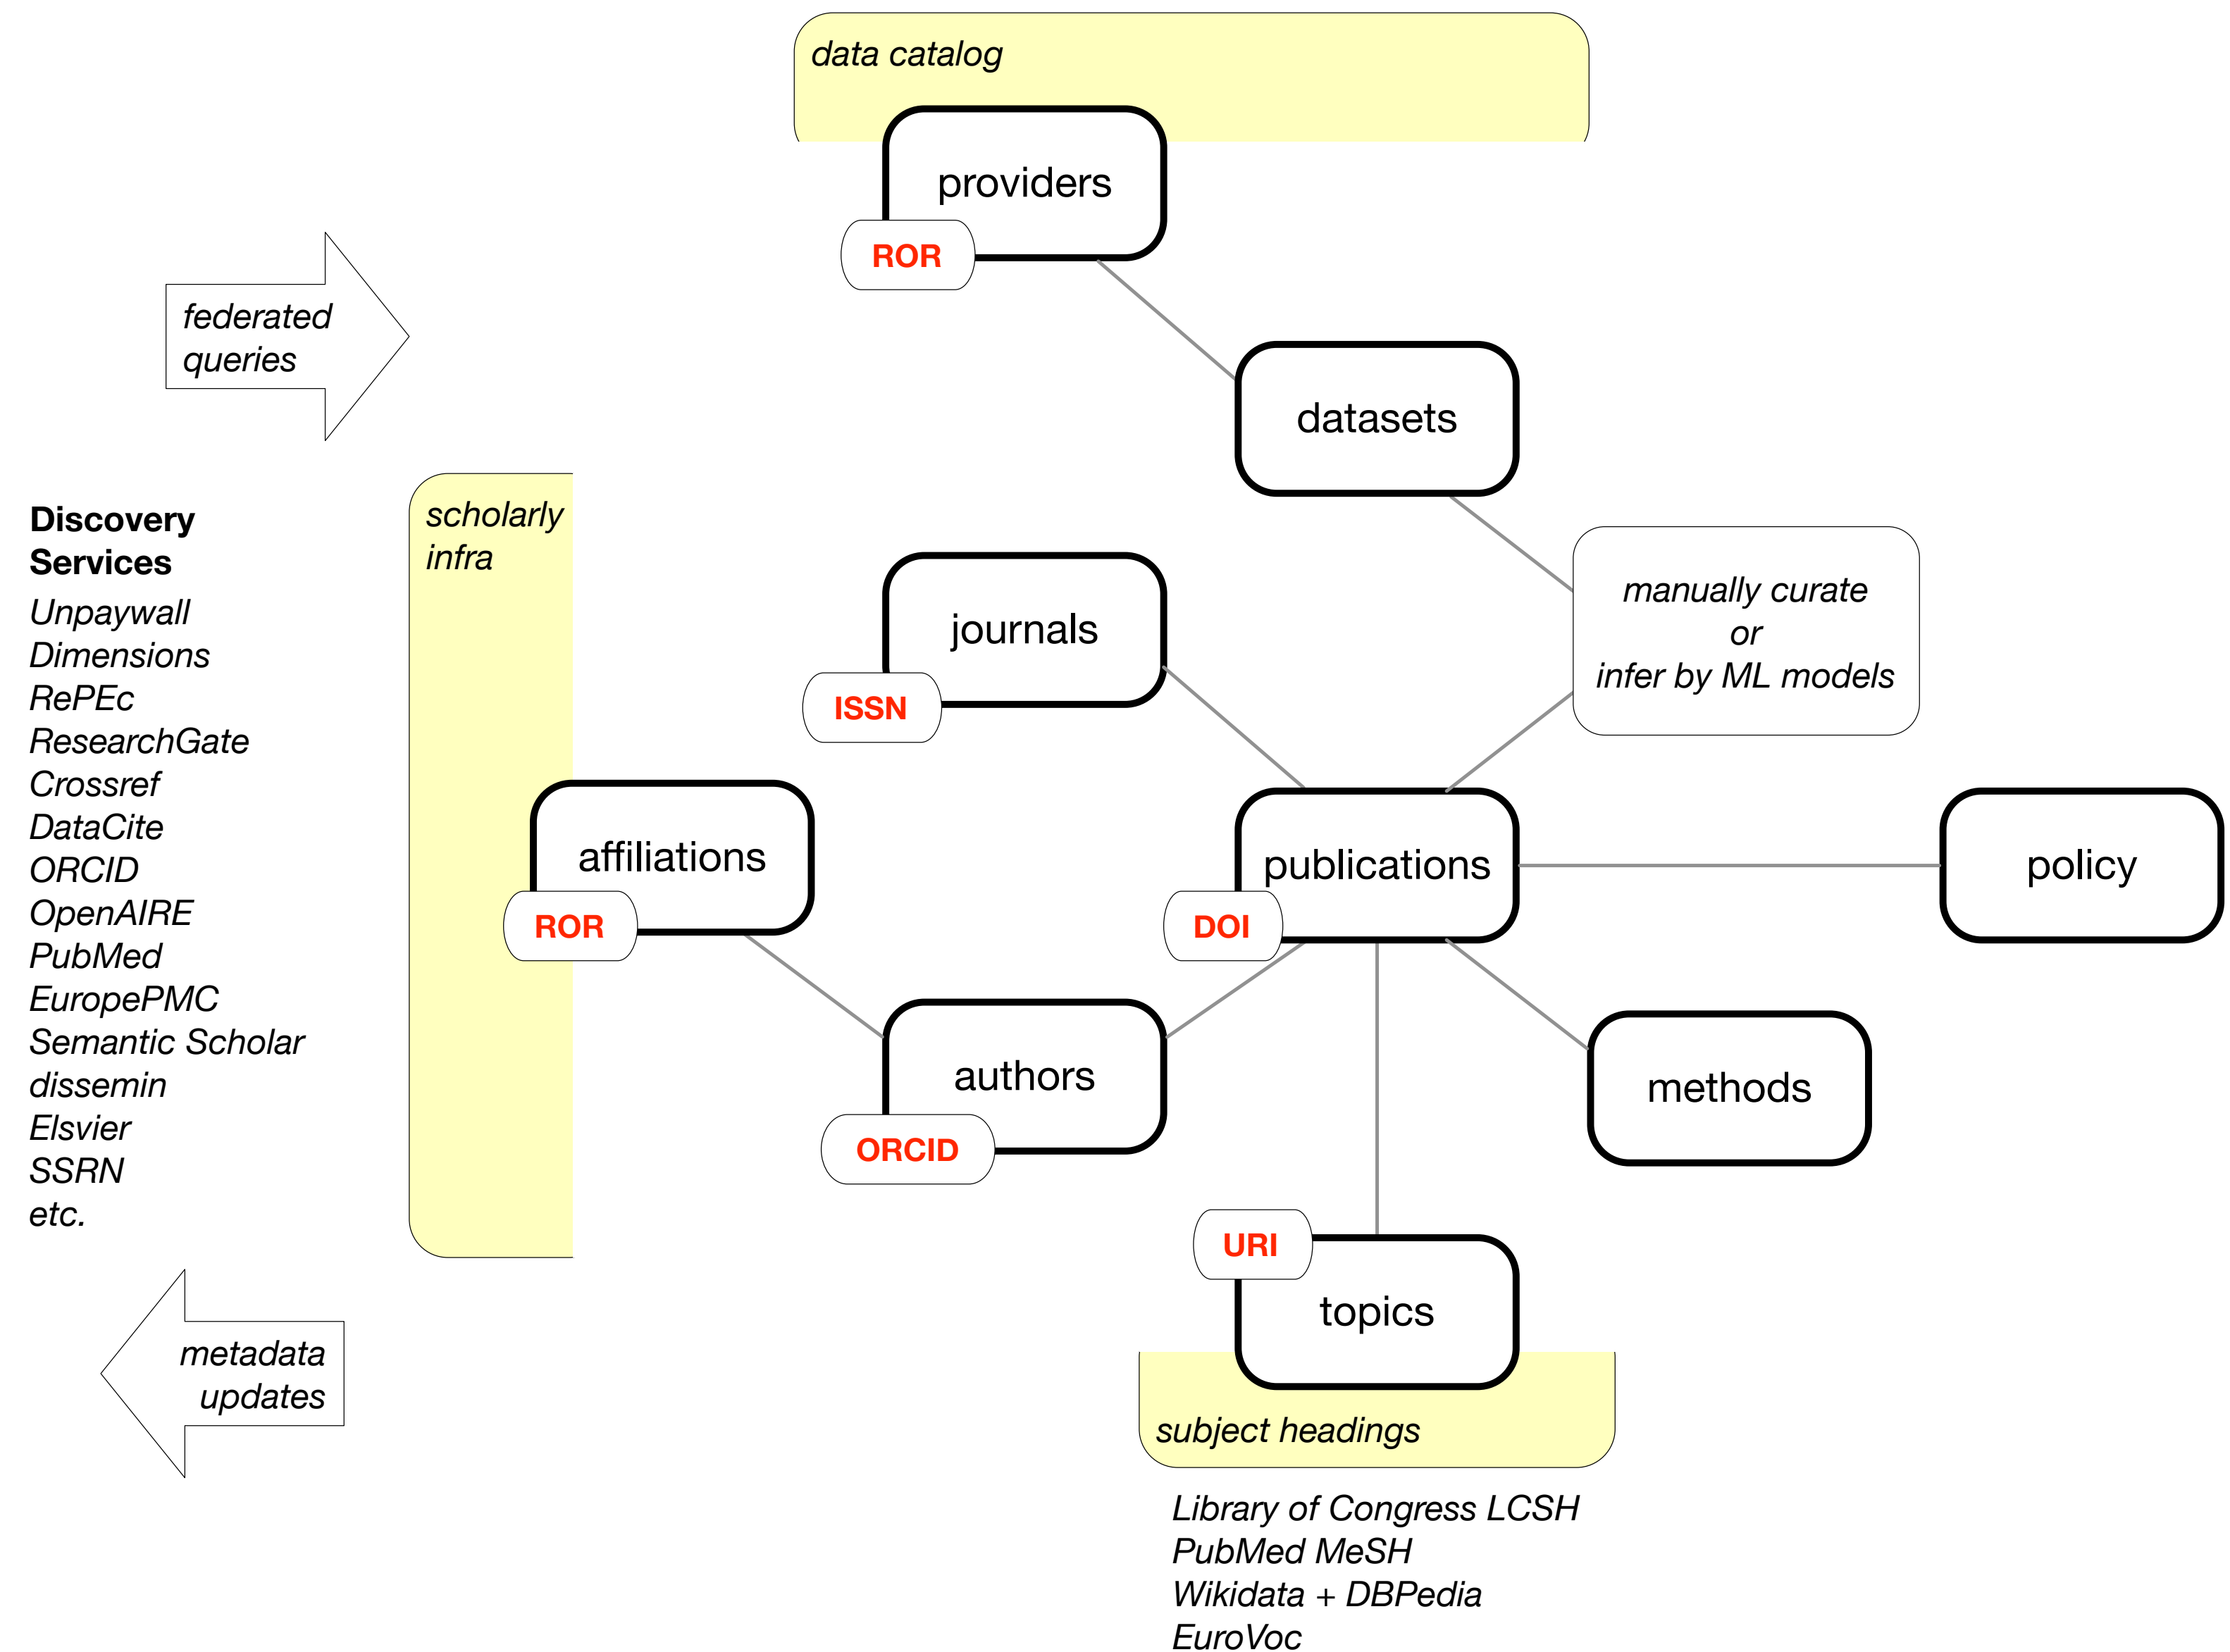 data catalog
providers
ROR
federated
queries
datasets
Discovery
Services
Unpaywall
Dimensions
RePEc
ResearchGate
Crossref
DataCite
ORCID
OpenAIRE
PubMed
EuropePMC
Semantic Scholar
dissemin
Elsvier
SSRN
etc.
scholarly
infra
journals
ISSN
manually curate
or
infer by ML models
affiliations
ROR
publications
DOI
policy
authors
ORCID
methods
URI
topics
metadata
updates
subject headings
Library of Congress LCSH
PubMed MeSH
Wikidata + DBPedia
EuroVoc